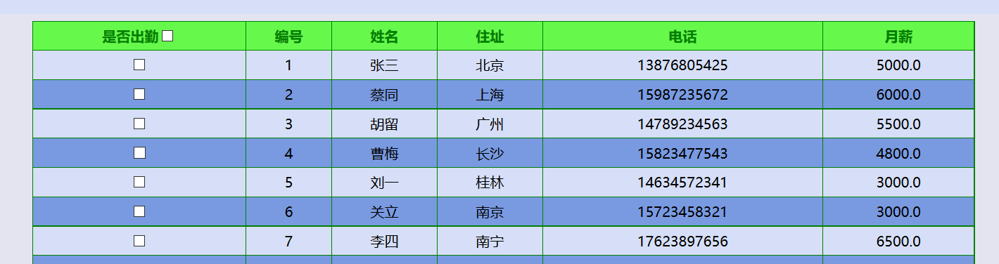 是否出勤 编号 姓名 住址 电话 月薪
1 张三 北京 13876805425 5000.0
2 蔡同 上海 15987235672 6000.0
3 胡留 广州 14789234563 5500.0
4 曹梅 长沙 15823477543 4800.0
5 刘一 桂林 14634572341 3000.0
6 关立 南京 15723458321 3000.0
7 李四 南宁 17623897656 6500.0